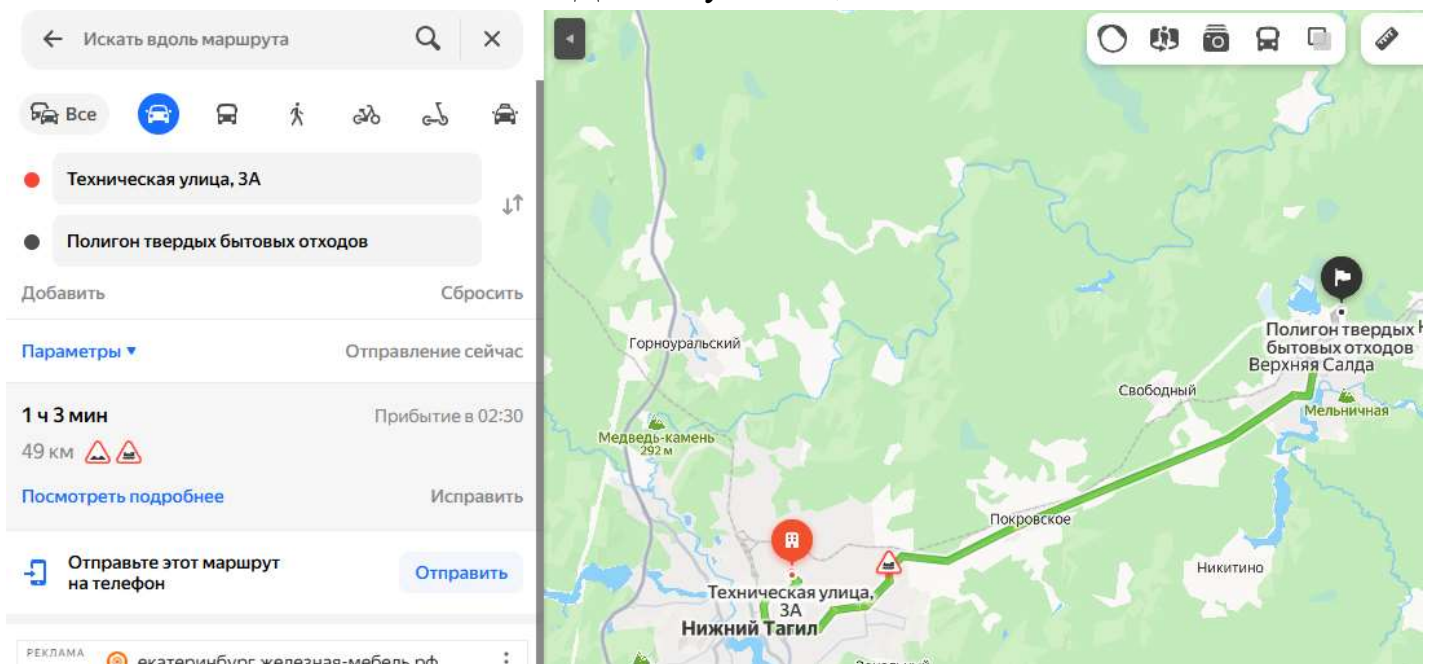 Искать вдоль маршрута
Все
Техническая улица, 3А
Полигон твердых бытовых отходов
Добавить
Сбросить
Параметры
Отправление сейчас
1 ч 3 мин
Прибытие в 02:30
49 км
Посмотреть подробнее
Исправить
Отправьте этот маршрут
на телефон
Отправить
РЕКЛАМА
екатеринбург.железная-мебель.рф
Горноуральский
Полигон твердых
бытовых отходов
Верхняя Салда
Свободный
Мельничная
Медведь-камень
292 м
Покровское
Никитино
Техническая улица,
3А
Нижний Тагил